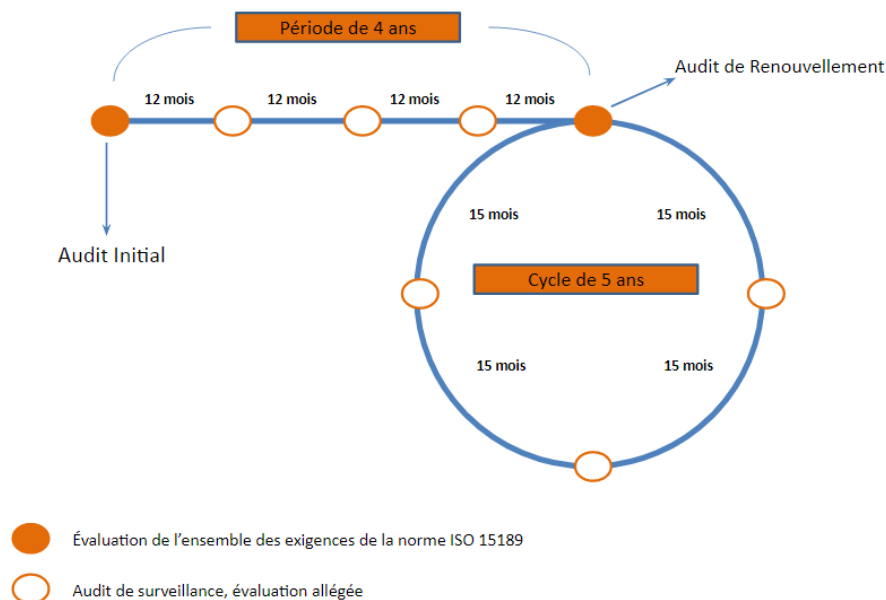 Période de 4 ans
Audit de Renouvellement
12 mois
12 mois
12 mois
12 mois
Audit Initial
15 mois
15 mois
Cycle de 5 ans
15 mois
15 mois
Évaluation de l’ensemble des exigences de la norme ISO 15189
Audit de surveillance, évaluation allégée